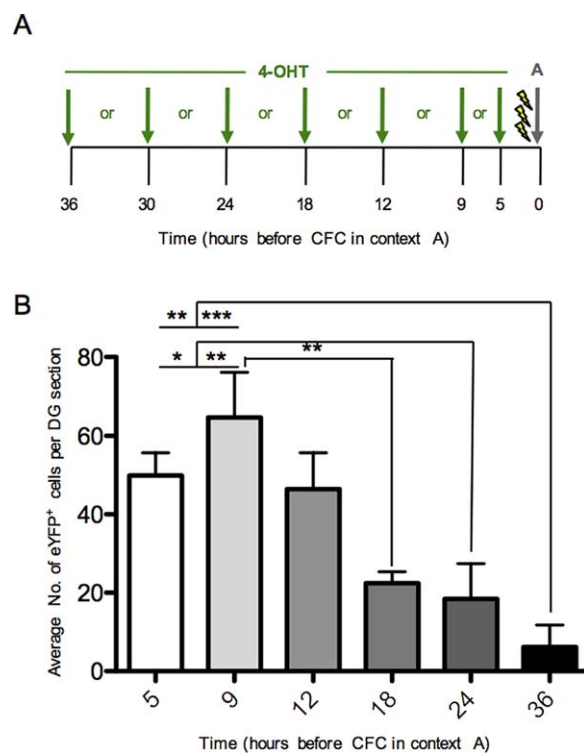 A
4-OHT
A
or or or or or or
36 30 24 18 12 9 5 0
Time (hours before CFC in context A)
B
** ***
* ** **
80
60
40
20
0
Average No. of eYFP⁺ cells per DG section
5 9 12 18 24 36
Time (hours before CFC in context A)